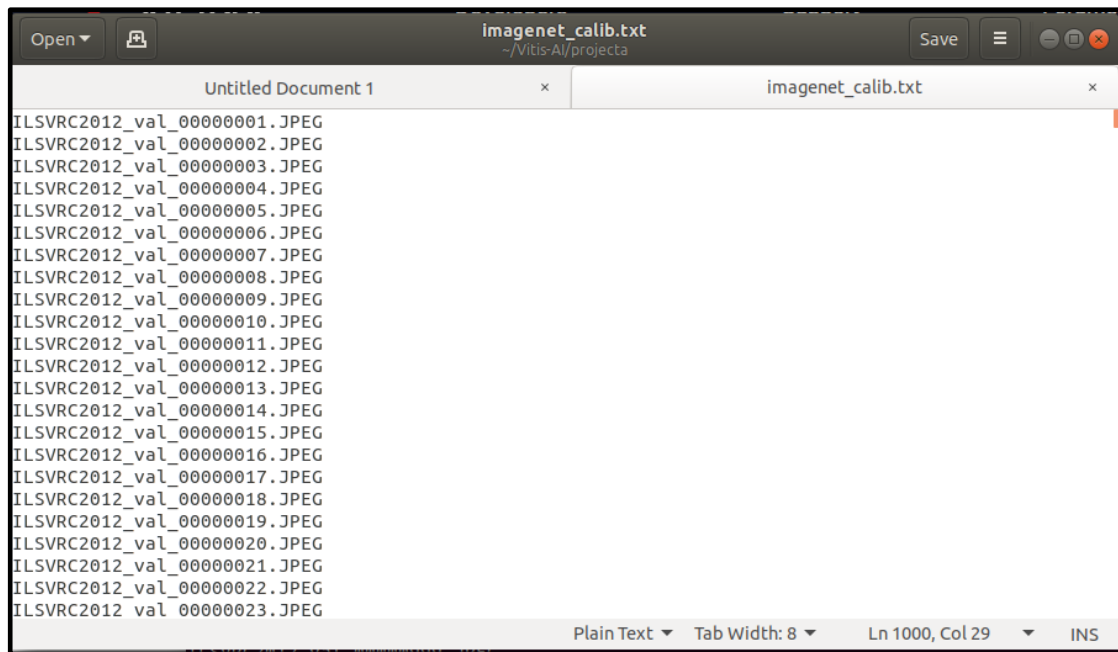 Open
imagenet_calib.txt
~/Vitis-AI/projecta
Save
Untitled Document 1
imagenet_calib.txt
ILSVRC2012_val_00000001.JPEG
ILSVRC2012_val_00000002.JPEG
ILSVRC2012_val_00000003.JPEG
ILSVRC2012_val_00000004.JPEG
ILSVRC2012_val_00000005.JPEG
ILSVRC2012_val_00000006.JPEG
ILSVRC2012_val_00000007.JPEG
ILSVRC2012_val_00000008.JPEG
ILSVRC2012_val_00000009.JPEG
ILSVRC2012_val_00000010.JPEG
ILSVRC2012_val_00000011.JPEG
ILSVRC2012_val_00000012.JPEG
ILSVRC2012_val_00000013.JPEG
ILSVRC2012_val_00000014.JPEG
ILSVRC2012_val_00000015.JPEG
ILSVRC2012_val_00000016.JPEG
ILSVRC2012_val_00000017.JPEG
ILSVRC2012_val_00000018.JPEG
ILSVRC2012_val_00000019.JPEG
ILSVRC2012_val_00000020.JPEG
ILSVRC2012_val_00000021.JPEG
ILSVRC2012_val_00000022.JPEG
ILSVRC2012 val 00000023.JPEG
Plain Text Tab Width: 8 Ln 1000, Col 29 INS